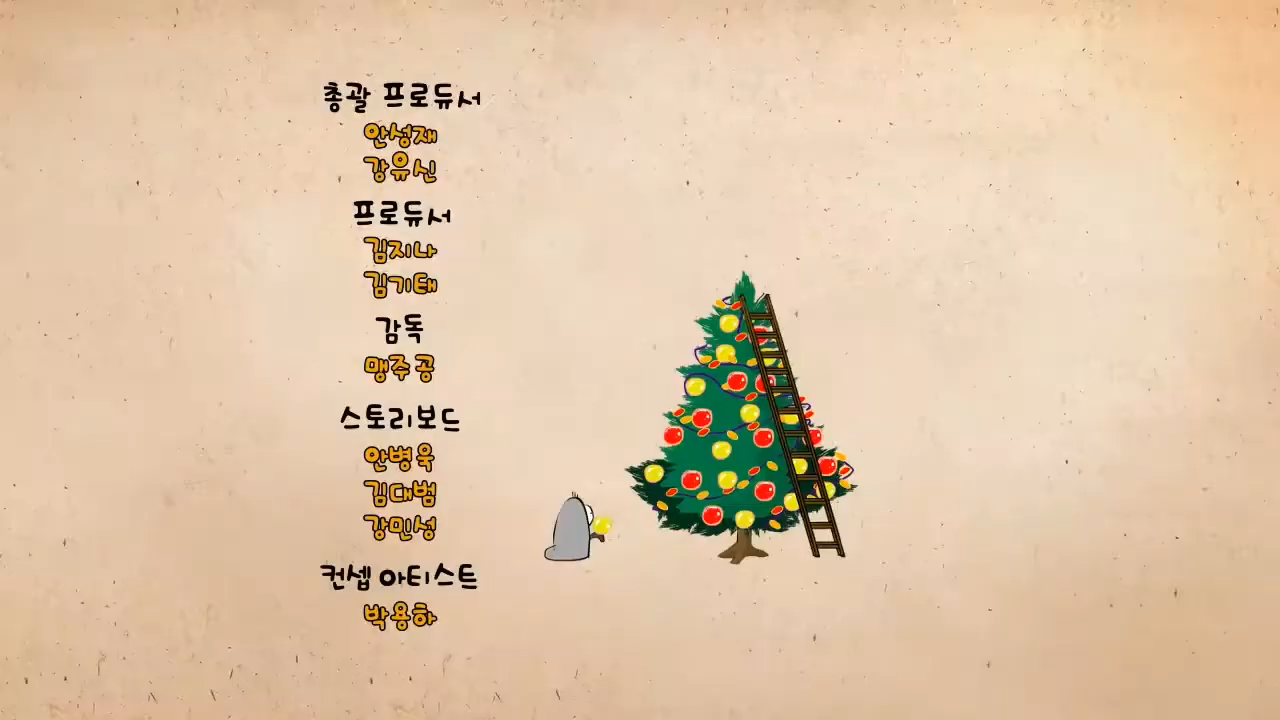 총괄 프로듀서
안성재
강유신
프로듀서
김지나
김기태
감독
맹주공
스토리보드
안병욱
김대범
강민성
컨셉 아티스트
박용하